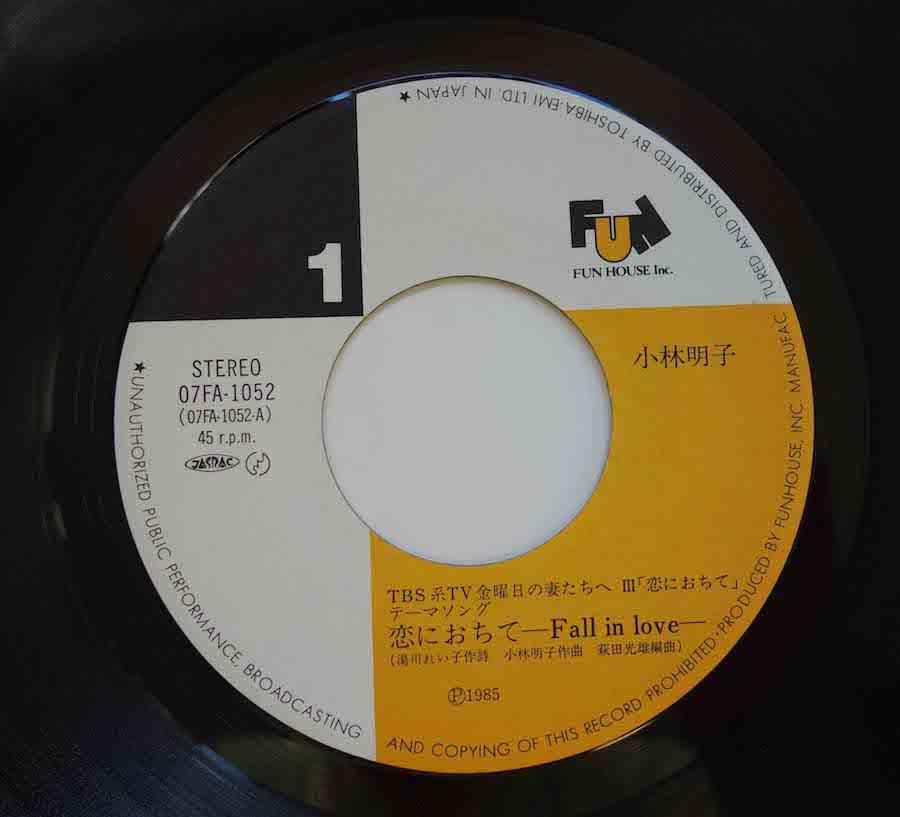 1
FUN
FUN HOUSE Inc.
小林明子
STEREO
07FA-1052
(07FA-1052-A)
45 r.p.m.
JASRAC
TBS系TV金曜日の妻たちへ III「恋におちて」
テーマソング
恋におちて—Fall in love—
(湯川れい子作詩 小林明子作曲 萩田光雄編曲)
Ⓟ1985
★UNAUTHORIZED PUBLIC PERFORMANCE, BROADCASTING AND COPYING OF THIS RECORD PROHIBITED·PRODUCED BY FUNHOUSE, INC. MANUFACTURED AND DISTRIBUTED BY TOSHIBA-EMI LTD. IN JAPAN★